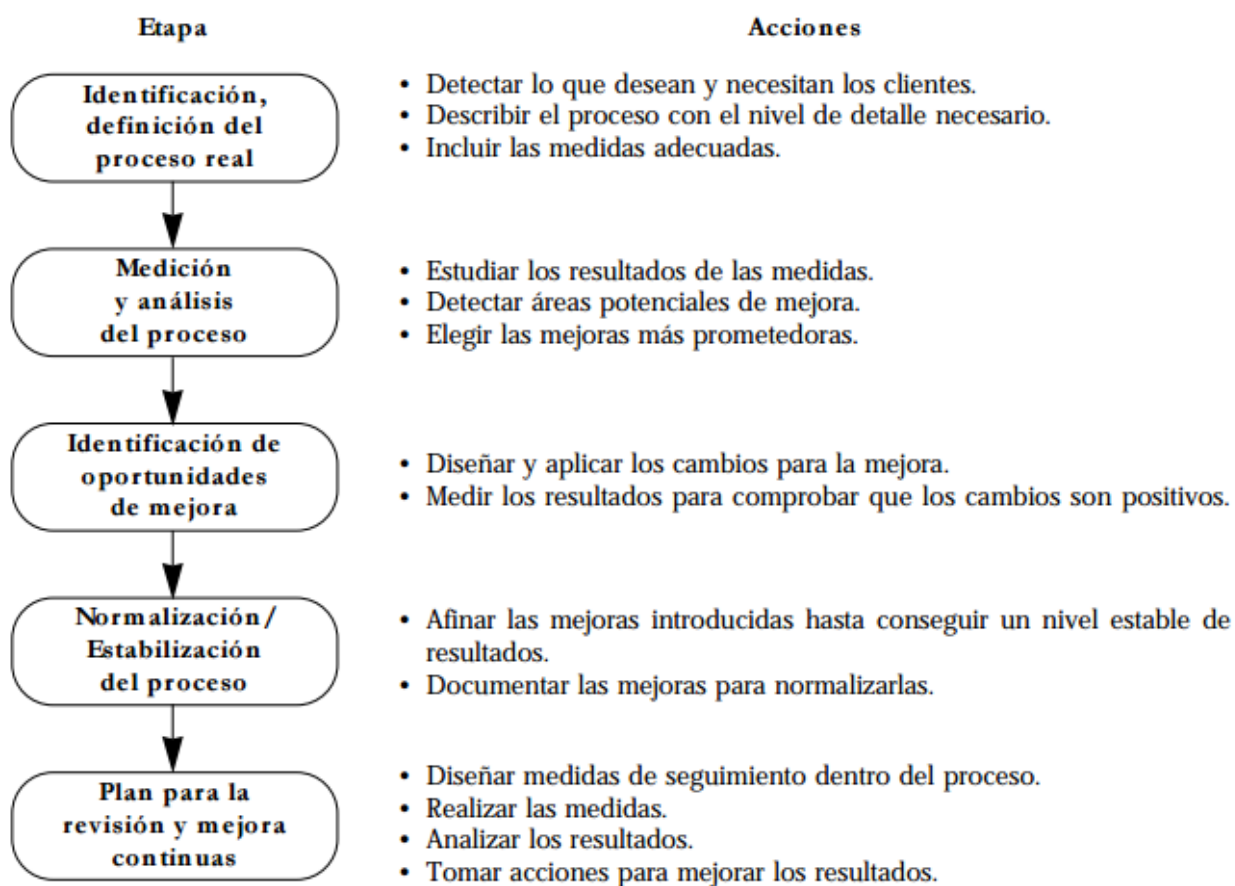 Etapa
Acciones
Identificación,
definición del
proceso real
• Detectar lo que desean y necesitan los clientes.
• Describir el proceso con el nivel de detalle necesario.
• Incluir las medidas adecuadas.
Medición
y análisis
del proceso
• Estudiar los resultados de las medidas.
• Detectar áreas potenciales de mejora.
• Elegir las mejoras más prometedoras.
Identificación de
oportunidades
de mejora
• Diseñar y aplicar los cambios para la mejora.
• Medir los resultados para comprobar que los cambios son positivos.
Normalización/
Estabilización
del proceso
• Afinar las mejoras introducidas hasta conseguir un nivel estable de
resultados.
• Documentar las mejoras para normalizarlas.
Plan para la
revisión y mejora
continuas
• Diseñar medidas de seguimiento dentro del proceso.
• Realizar las medidas.
• Analizar los resultados.
• Tomar acciones para mejorar los resultados.